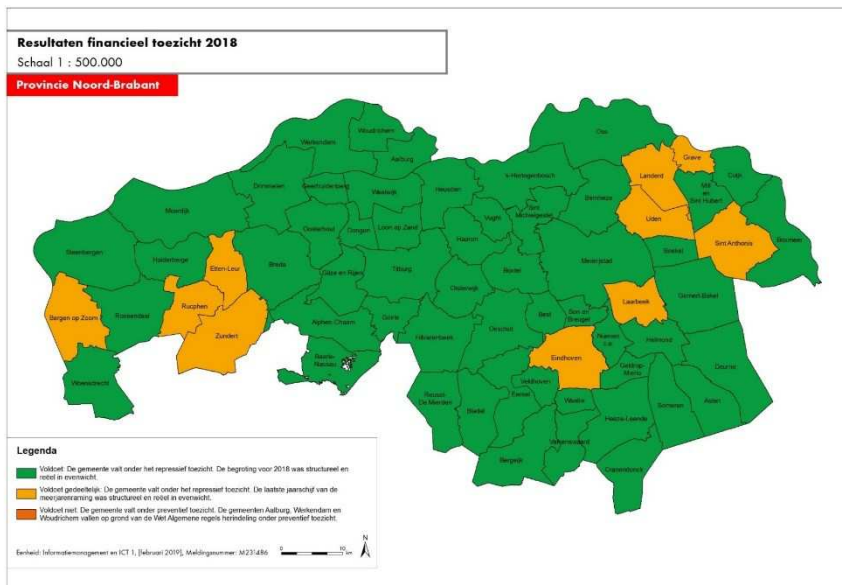 Resultaten financieel toezicht 2018
Schaal 1 : 500.000
Provincie Noord-Brabant
Woudrichem
Werkendam
Aalburg
Oss
Grave
Landerd
Cuijk
Mill
en
Sint Hubert
Drimmelen
Geertruidenberg
Waalwijk
Heusden
's-Hertogenbosch
Bernheze
Uden
Moerdijk
Sint
Michielsgestel
Vught
Oosterhout
Dongen
Loon op Zand
Haaren
Boxmeer
Sint Anthonis
Steenbergen
Halderberge
Etten-Leur
Breda
Gilze en Rijen
Tilburg
Oisterwijk
Boxtel
Meierijstad
Boekel
Gemert-Bakel
Bergen op Zoom
Roosendaal
Rucphen
Zundert
Alphen-Chaam
Goirle
Hilvarenbeek
Oirschot
Best
Son en
Breugel
Laarbeek
Nuenen
c.a.
Helmond
Baarle-
Nassau
Eindhoven
Geldrop-
Mierlo
Deurne
Woensdrecht
Reusel-
De Mierden
Bladel
Eersel
Veldhoven
Waalre
Heeze-Leende
Someren
Asten
Valkenswaard
Bergeijk
Cranendonck
Legenda
Voldoet: De gemeente valt onder het repressief toezicht. De begroting voor 2018 was structureel en
reëel in evenwicht.
Voldoet gedeeltelijk: De gemeente valt onder het repressief toezicht. De laatste jaarschijf van de
meerjarenraming was structureel en reëel in evenwicht.
Voldoet niet: De gemeente valt onder preventief toezicht. De gemeenten Aalburg, Werkendam en
Woudrichem vallen op grond van de Wet Algemene regels herindeling onder preventief toezicht.
Eenheid: Informatiemanagement en ICT 1, [februari 2019], Meldingsnummer: M231486
0 10
km
N